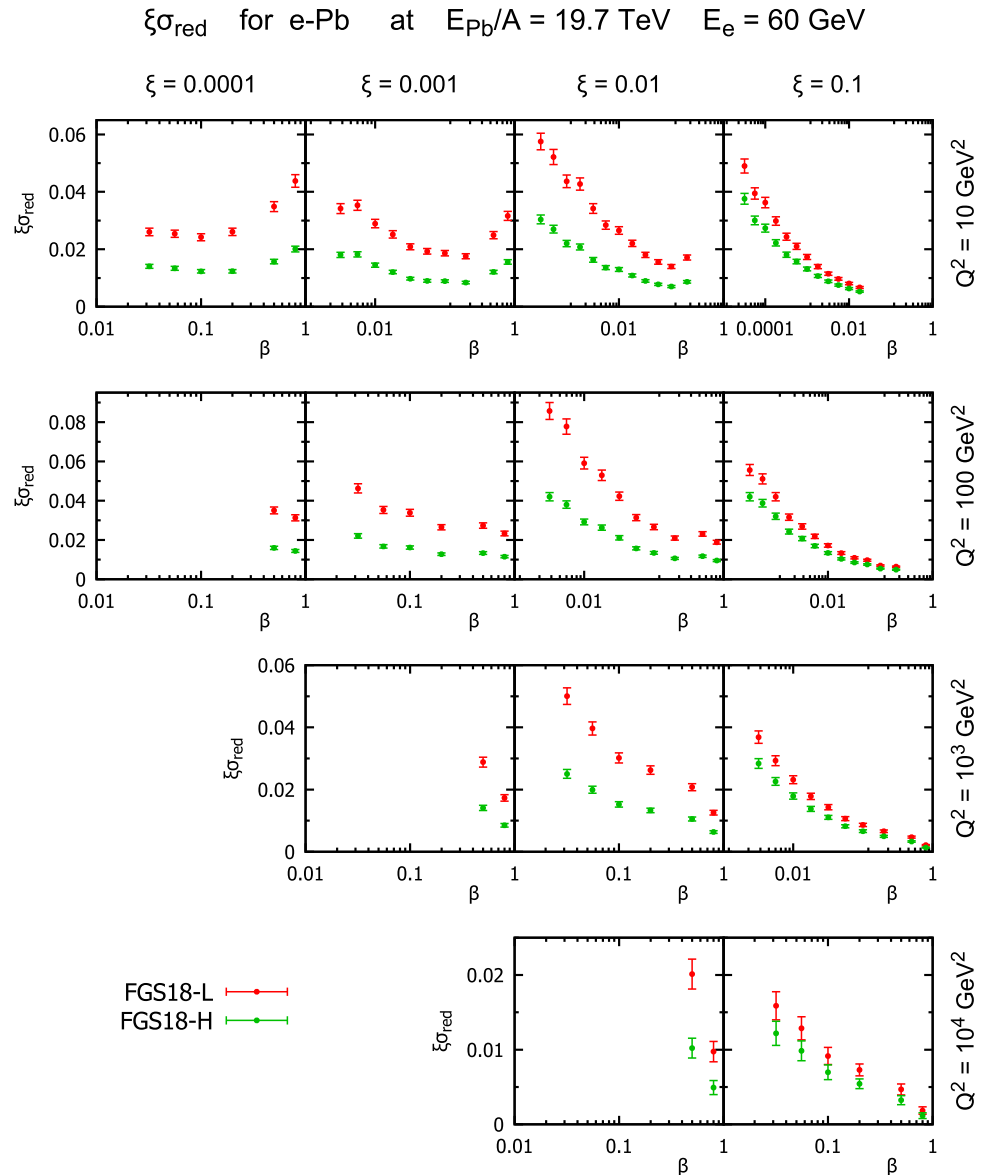 ξσred for e-Pb at EPb/A = 19.7 TeV Ee = 60 GeV
ξ = 0.0001 ξ = 0.001 ξ = 0.01 ξ = 0.1
0.06
0.04
0.02
0
ξσred
Q² = 10 GeV²
0.01 0.1 1 0.01 1 0.01 1 0.0001 0.01 1
β β β β
0.08
0.06
0.04
0.02
0
ξσred
Q² = 100 GeV²
0.01 0.1 1 0.1 1 0.01 1 0.01 1
β β β β
0.06
0.04
0.02
0
ξσred
Q² = 10³ GeV²
0.01 0.1 1 0.1 1 0.01 1
β β β
0.02
0.01
0
ξσred
Q² = 10⁴ GeV²
0.01 0.1 1 0.1 1
β β
FGS18-L
FGS18-H